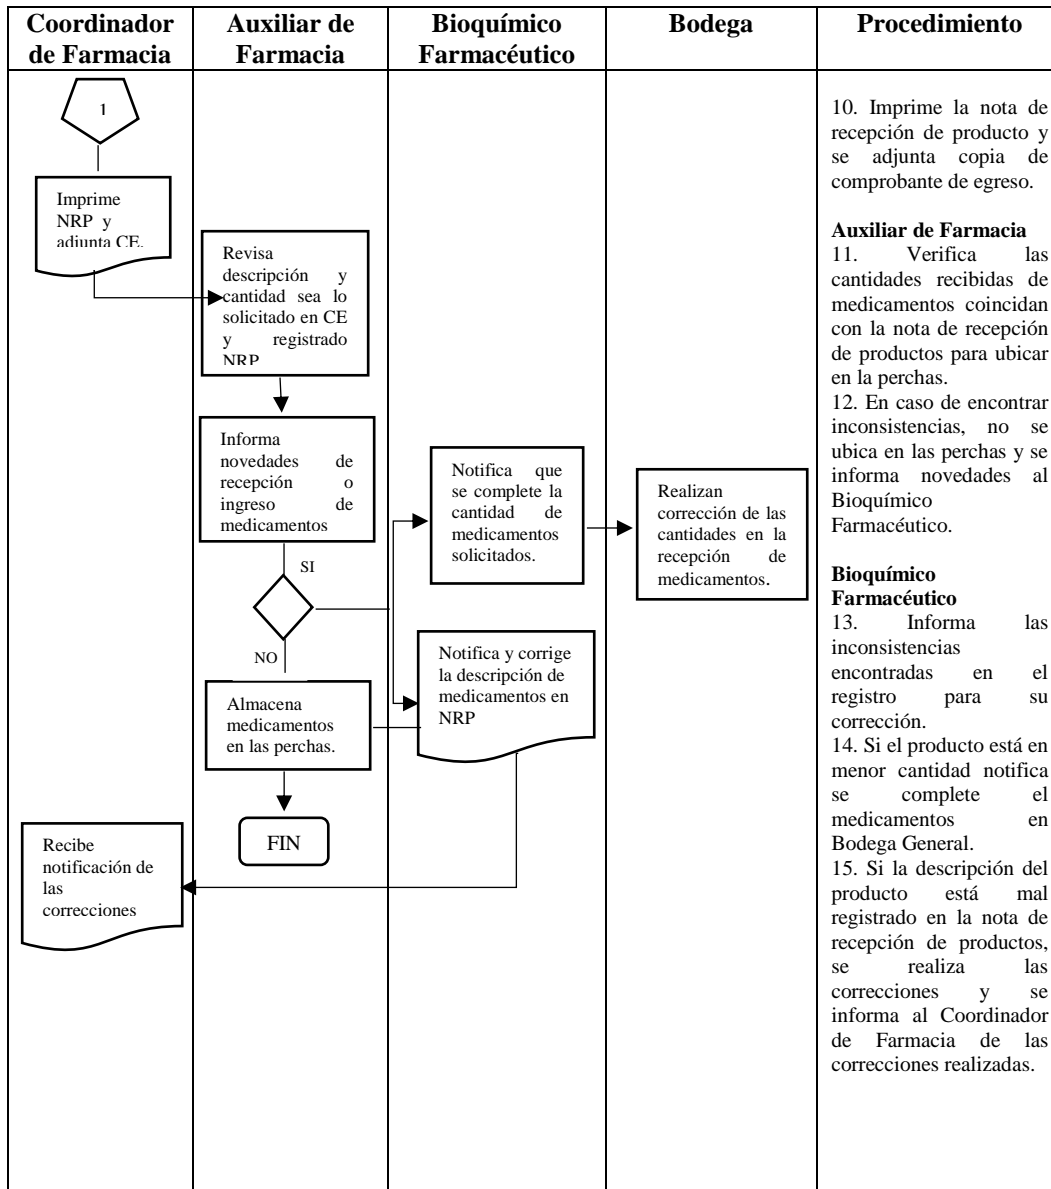 Coordinador
de Farmacia
Auxiliar de
Farmacia
Bioquímico
Farmacéutico
Bodega
Procedimiento
1
Imprime
NRP y
adjunta CE.
Revisa
descripción y
cantidad sea lo
solicitado en CE
y registrado
NRP
Informa
novedades de
recepción o
ingreso de
medicamentos
SI
NO
Almacena
medicamentos
en las perchas.
FIN
Notifica que
se complete la
cantidad de
medicamentos
solicitados.
Notifica y corrige
la descripción de
medicamentos en
NRP
Realizan
corrección de las
cantidades en la
recepción de
medicamentos.
Recibe
notificación de
las
correcciones
10. Imprime la nota de
recepción de producto y
se adjunta copia de
comprobante de egreso.
Auxiliar de Farmacia
11. Verifica las
cantidades recibidas de
medicamentos coincidan
con la nota de recepción
de productos para ubicar
en la perchas.
12. En caso de encontrar
inconsistencias, no se
ubica en las perchas y se
informa novedades al
Bioquímico
Farmacéutico.
Bioquímico
Farmacéutico
13. Informa las
inconsistencias
encontradas en el
registro para su
corrección.
14. Si el producto está en
menor cantidad notifica
se complete el
medicamentos en
Bodega General.
15. Si la descripción del
producto está mal
registrado en la nota de
recepción de productos,
se realiza las
correcciones y se
informa al Coordinador
de Farmacia de las
correcciones realizadas.